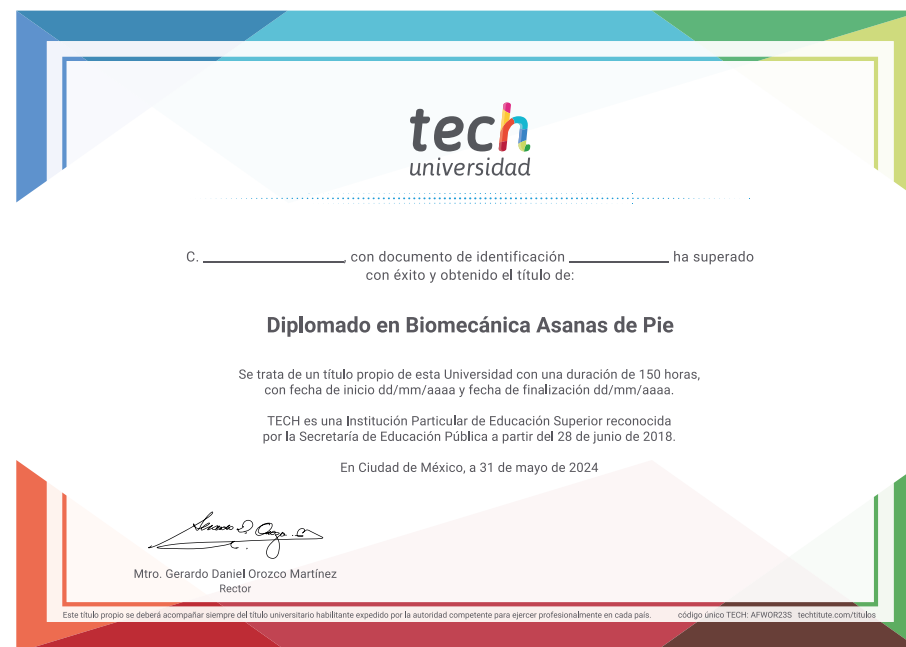 tech
universidad
C. ____________________, con documento de identificación ______________ ha superado
con éxito y obtenido el título de:
Diplomado en Biomecánica Asanas de Pie
Se trata de un título propio de esta Universidad con una duración de 150 horas,
con fecha de inicio dd/mm/aaaa y fecha de finalización dd/mm/aaaa.
TECH es una Institución Particular de Educación Superior reconocida
por la Secretaría de Educación Pública a partir del 28 de junio de 2018.
En Ciudad de México, a 31 de mayo de 2024
Mtro. Gerardo Daniel Orozco Martínez
Rector
Este título propio se deberá acompañar siempre del título universitario habilitante expedido por la autoridad competente para ejercer profesionalmente en cada país. código único TECH: AFWOR23S techtitute.com/titulos